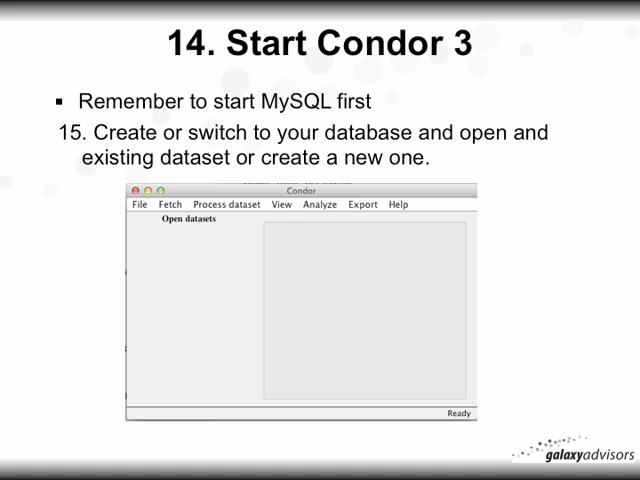 14. Start Condor 3
▪ Remember to start MySQL first
15. Create or switch to your database and open and
existing dataset or create a new one.
Condor
File Fetch Process dataset View Analyze Export Help
Open datasets
Ready
galaxyadvisors